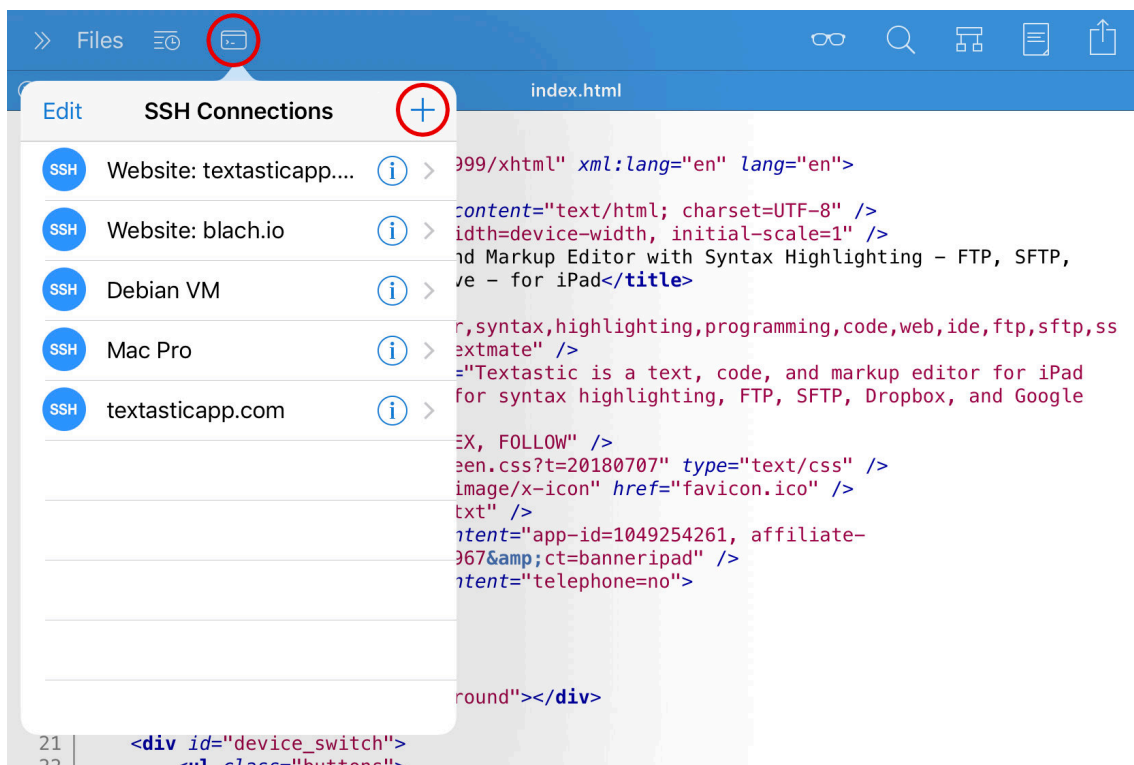 Files
index.html
Edit SSH Connections
SSH Website: textasticapp....
SSH Website: blach.io
SSH Debian VM
SSH Mac Pro
SSH textasticapp.com
999/xhtml" xml:lang="en" lang="en">
content="text/html; charset=UTF-8" />
idth=device-width, initial-scale=1" />
nd Markup Editor with Syntax Highlighting – FTP, SFTP,
ve – for iPad</title>
r,syntax,highlighting,programming,code,web,ide,ftp,sftp,ss
extmate" />
="Textastic is a text, code, and markup editor for iPad
for syntax highlighting, FTP, SFTP, Dropbox, and Google
EX, FOLLOW" />
een.css?t=20180707" type="text/css" />
image/x-icon" href="favicon.ico" />
txt" />
ntent="app-id=1049254261, affiliate-
967&amp;ct=banneripad" />
ntent="telephone=no">
round"></div>
21 <div id="device_switch">
22 <ul class="buttons">